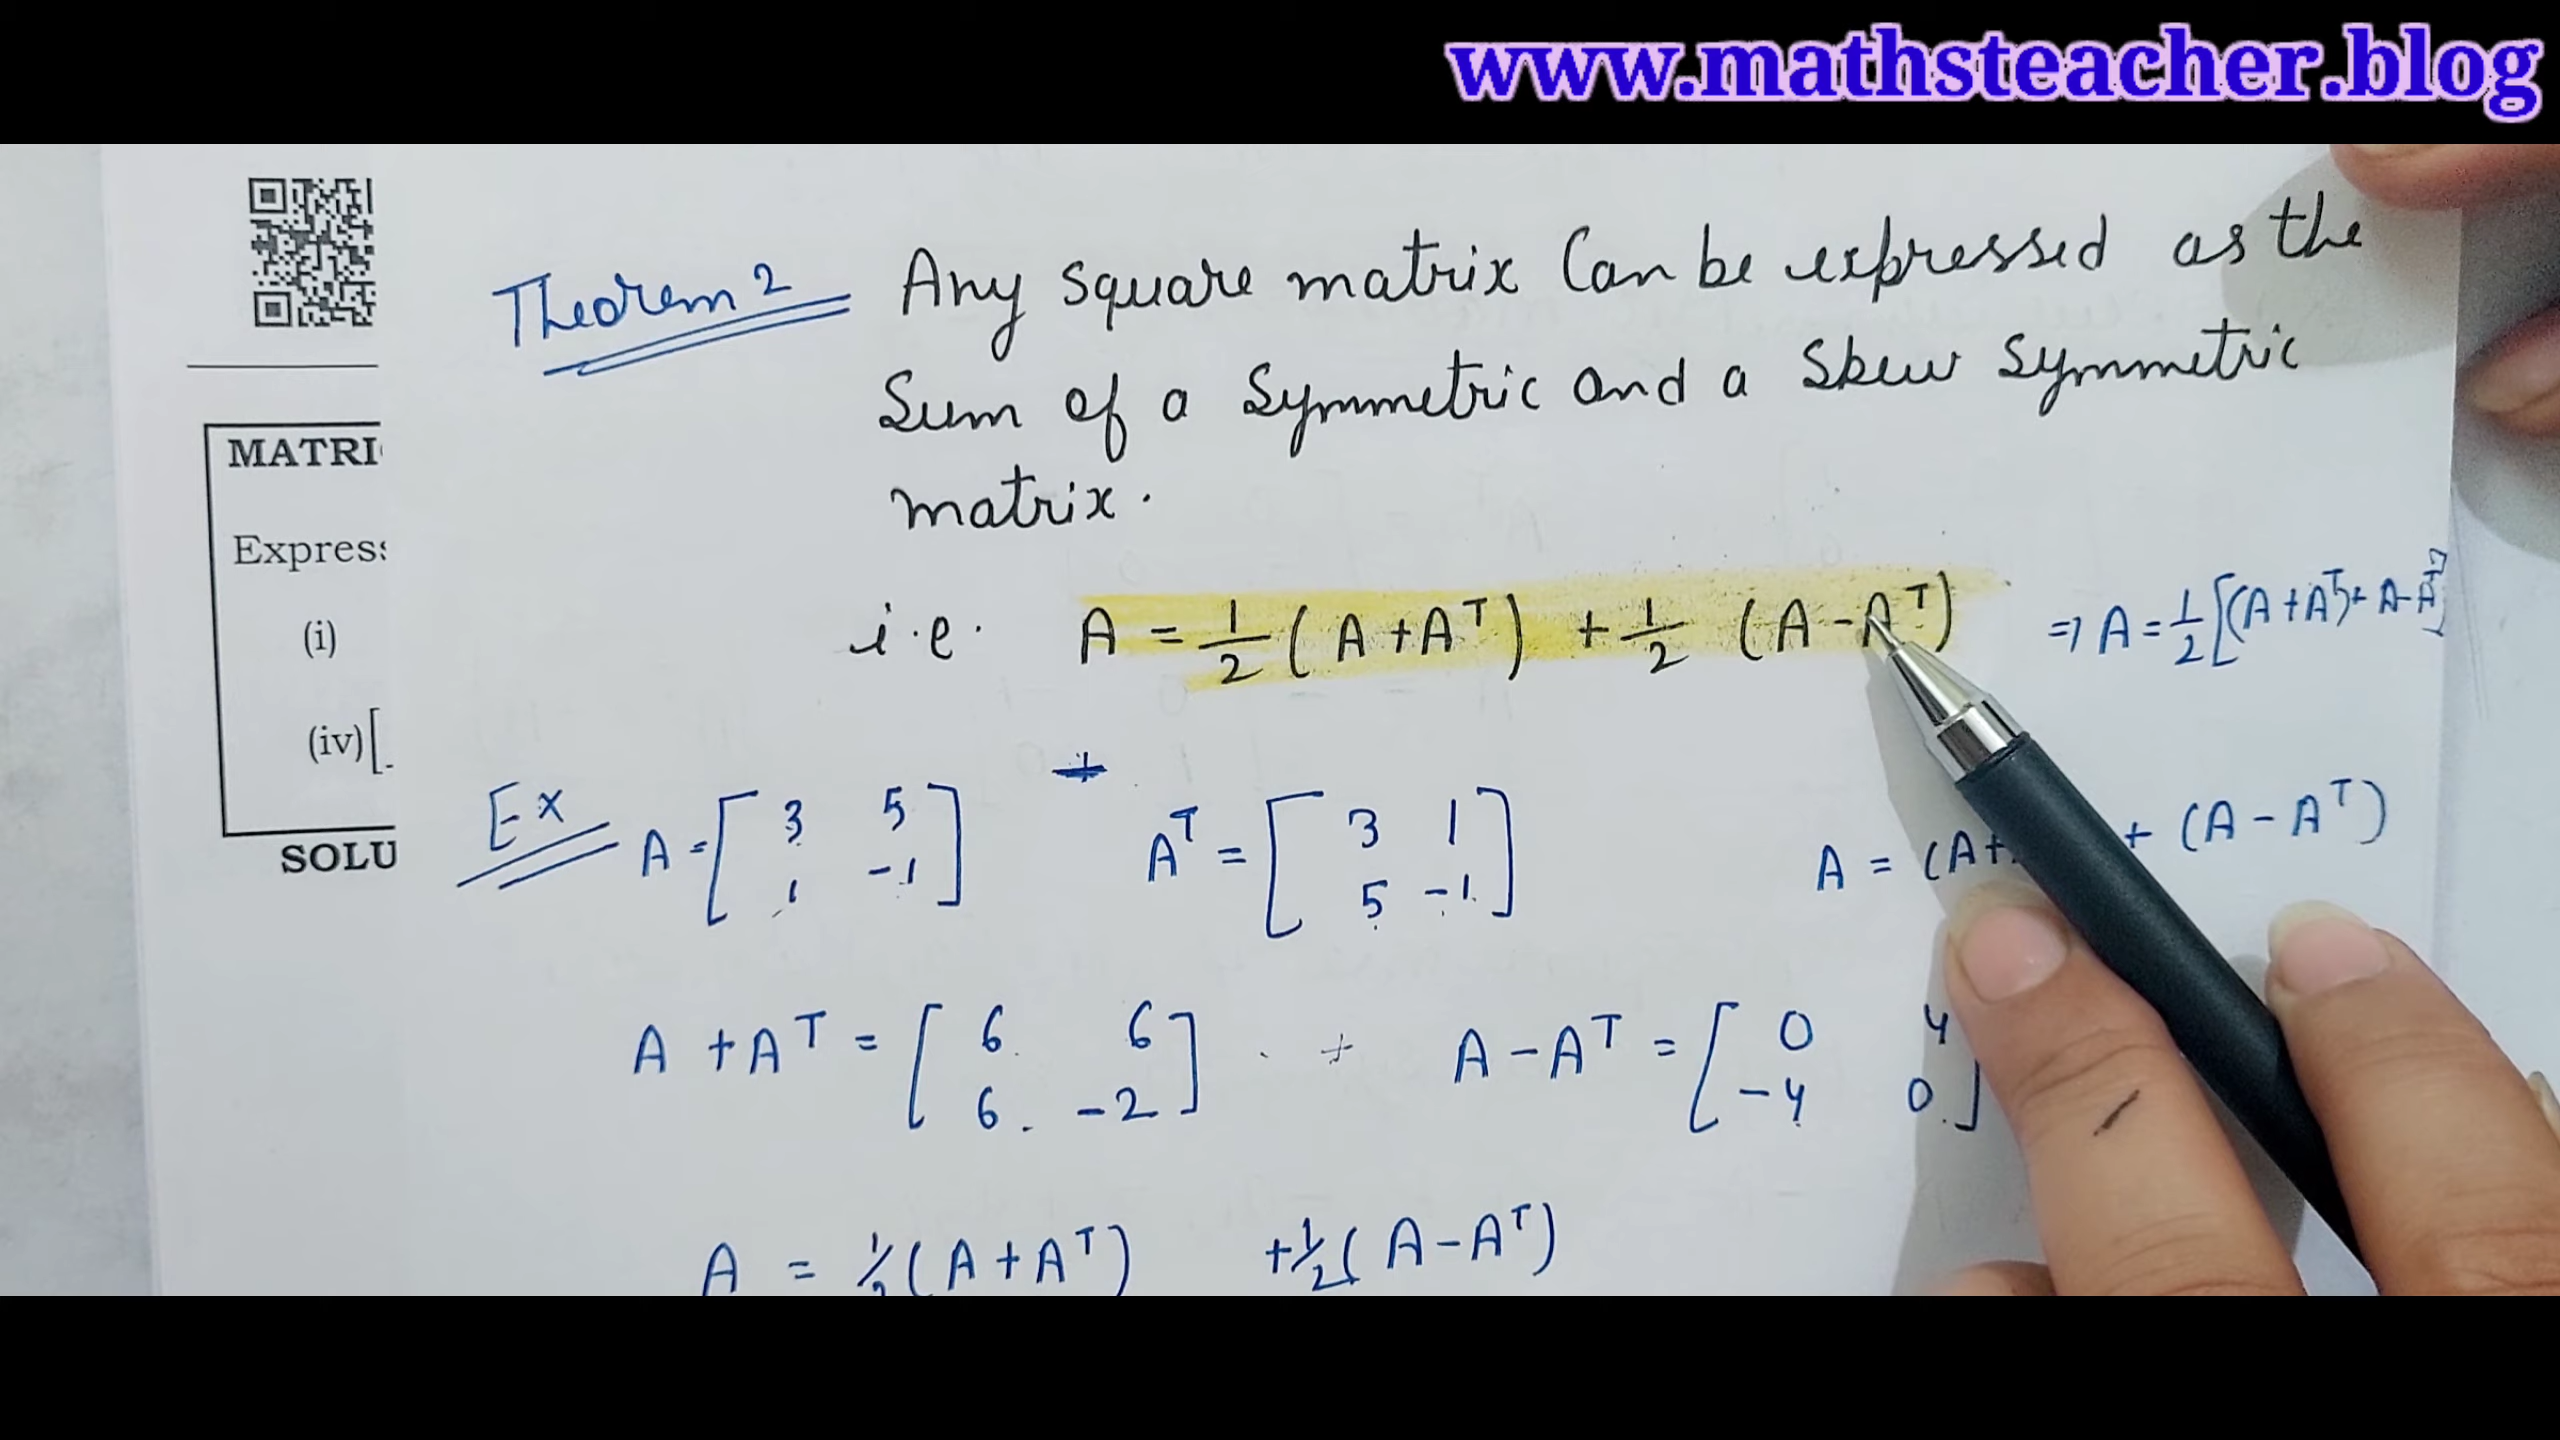 www.mathsteacher.blog
Theorem 2 Any square matrix Can be expressed as the
Sum of a Symmetric and a Skew Symmetric
matrix.
MATRI
Express
(i)
(iv) [
SOLU
i.e. A = 1/2 (A + A^T) + 1/2 (A - A^T) ⇒ A = 1/2 [(A + A^T) + A - A^T]
Ex A = [3 5; 1 -1] A^T = [3 1; 5 -1] A = (A+ + (A - A^T)
A + A^T = [6 6; 6 -2] + A - A^T = [0 4; -4 0]
A = 1/2 (A + A^T) + 1/2 (A - A^T)